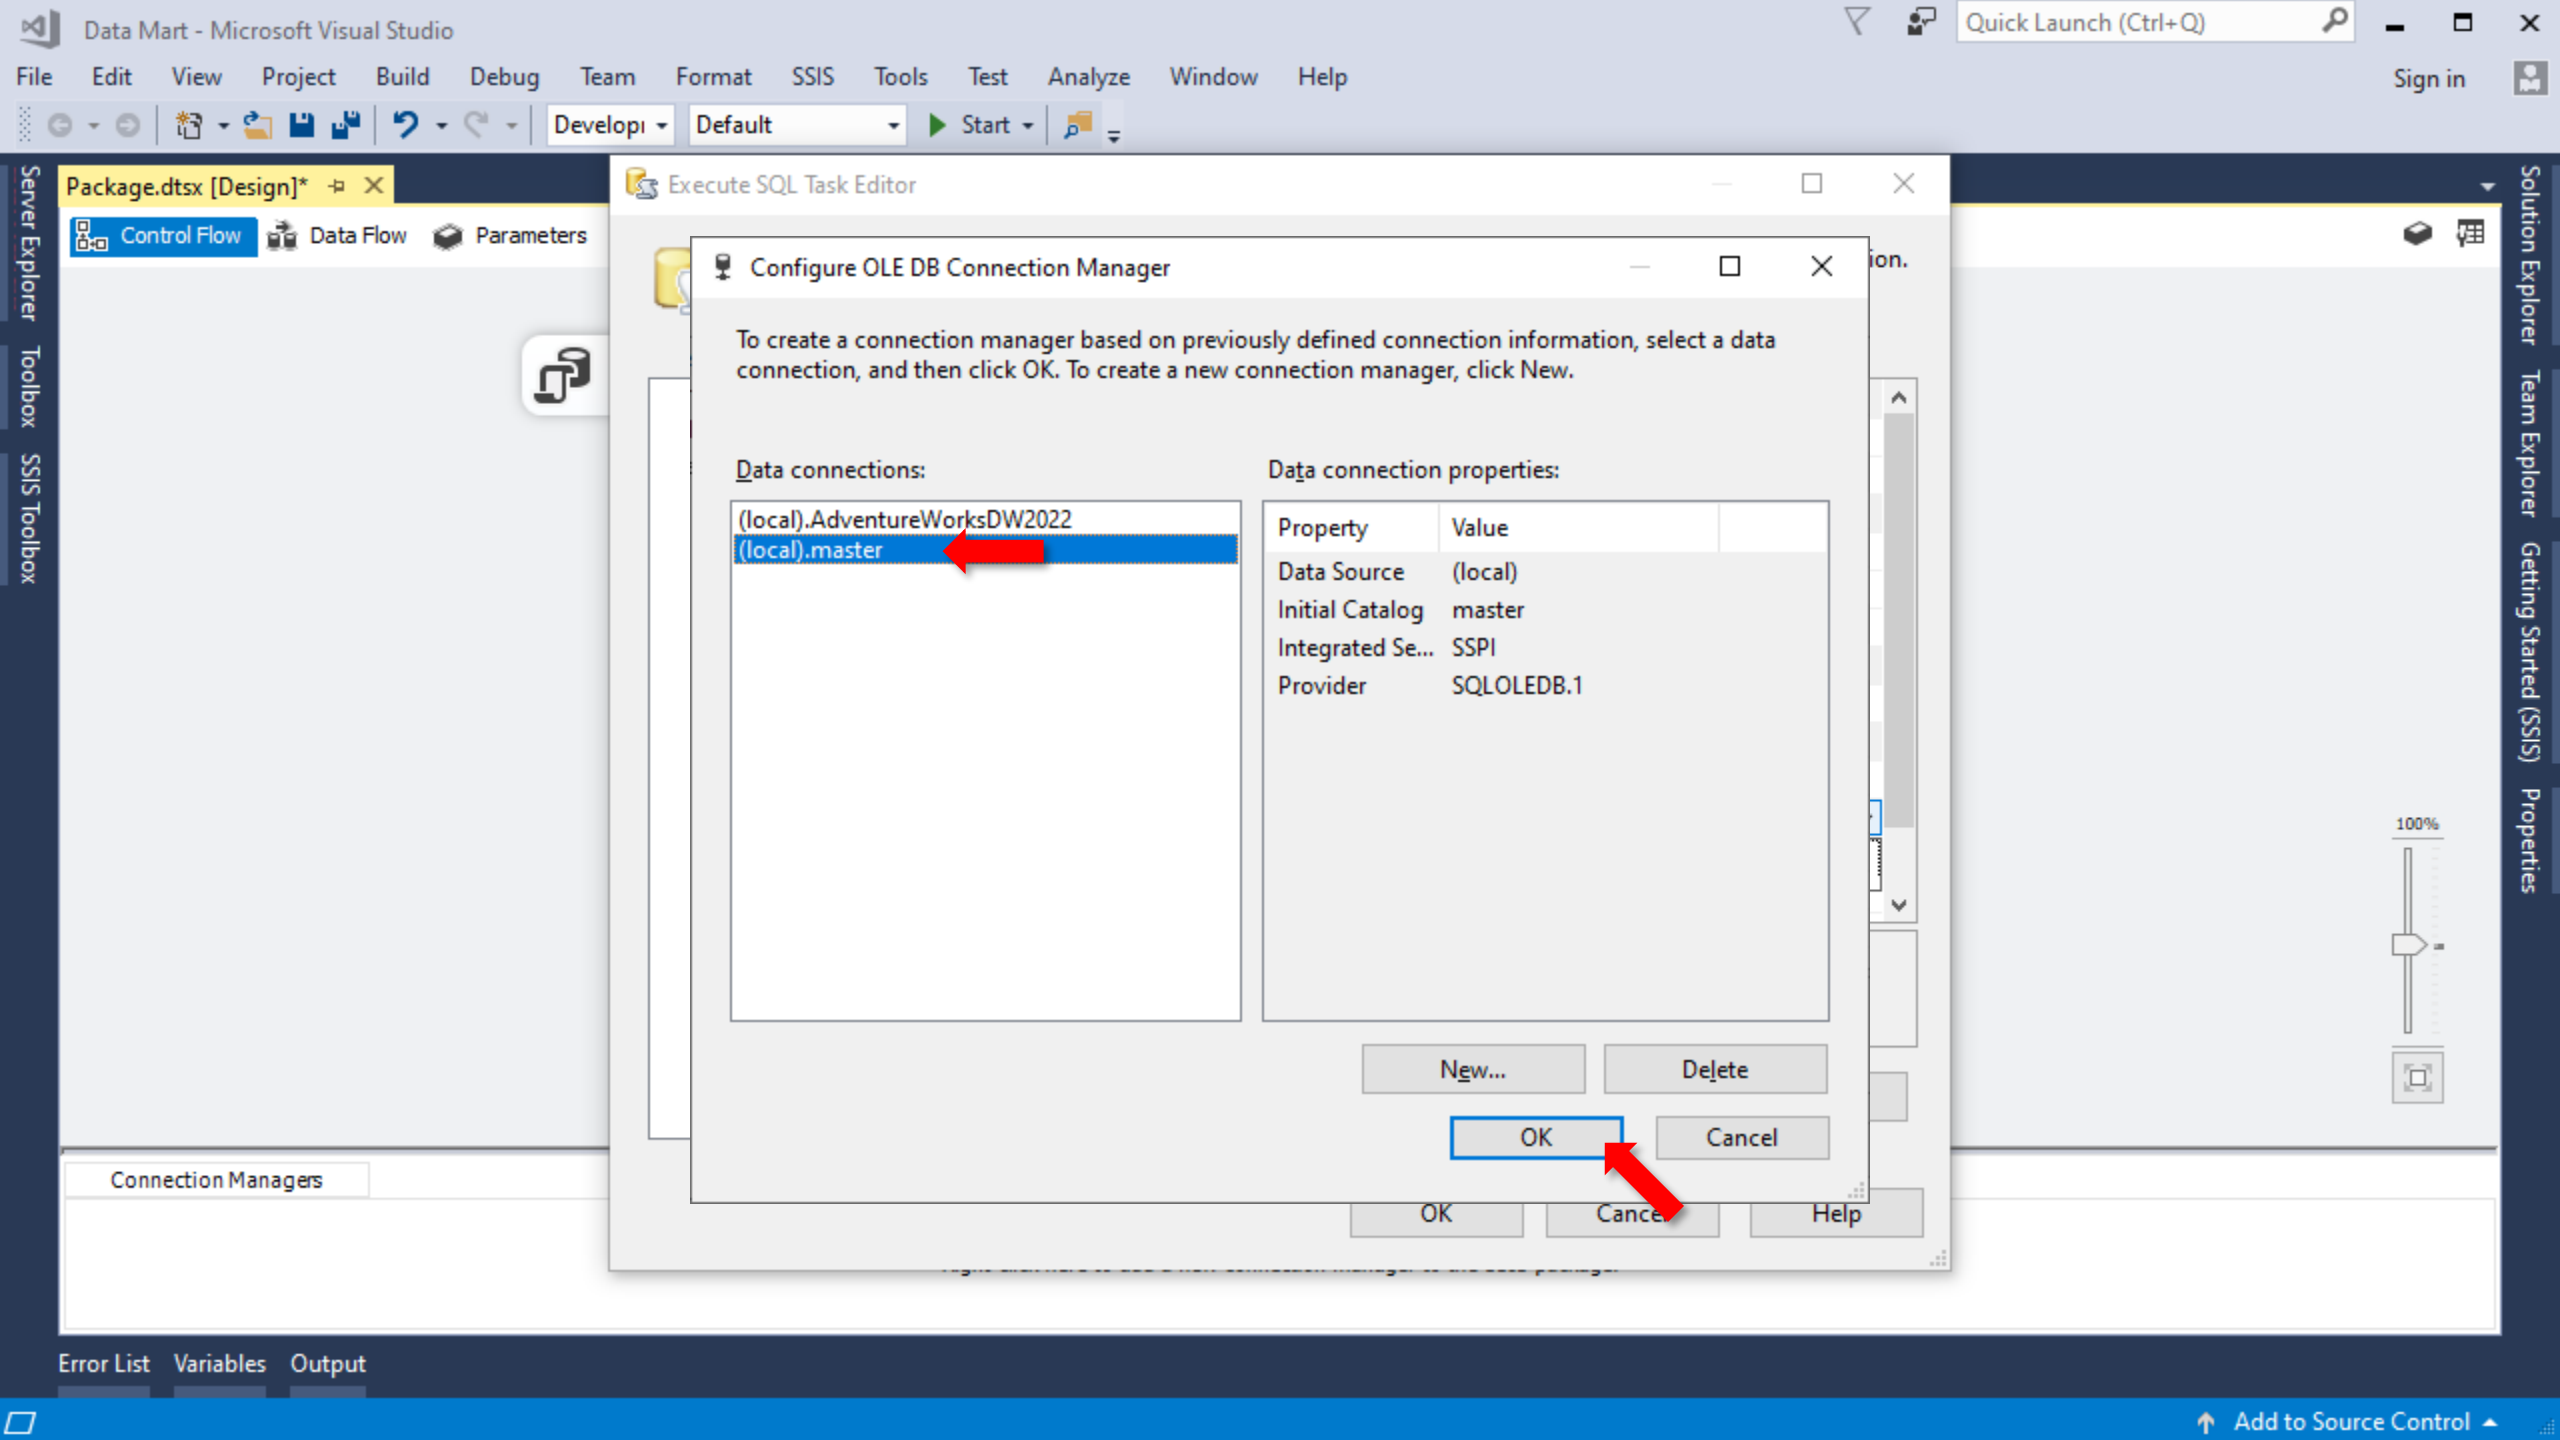 Data Mart - Microsoft Visual Studio
Quick Launch (Ctrl+Q)
File Edit View Project Build Debug Team Format SSIS Tools Test Analyze Window Help
Sign in
Developı
Default
Start
Server Explorer
Toolbox
SSIS Toolbox
Package.dtsx [Design]*
Control Flow
Data Flow
Parameters
Execute SQL Task Editor
ion.
Configure OLE DB Connection Manager
To create a connection manager based on previously defined connection information, select a data
connection, and then click OK. To create a new connection manager, click New.
Data connections:
(local).AdventureWorksDW2022
(local).master
Data connection properties:
Property Value
Data Source (local)
Initial Catalog master
Integrated Se... SSPI
Provider SQLOLEDB.1
New...
Delete
OK
Cancel
OK
Cancel
Help
Solution Explorer
Team Explorer
Getting Started (SSIS)
Properties
100%
Connection Managers
Error List
Variables
Output
Add to Source Control